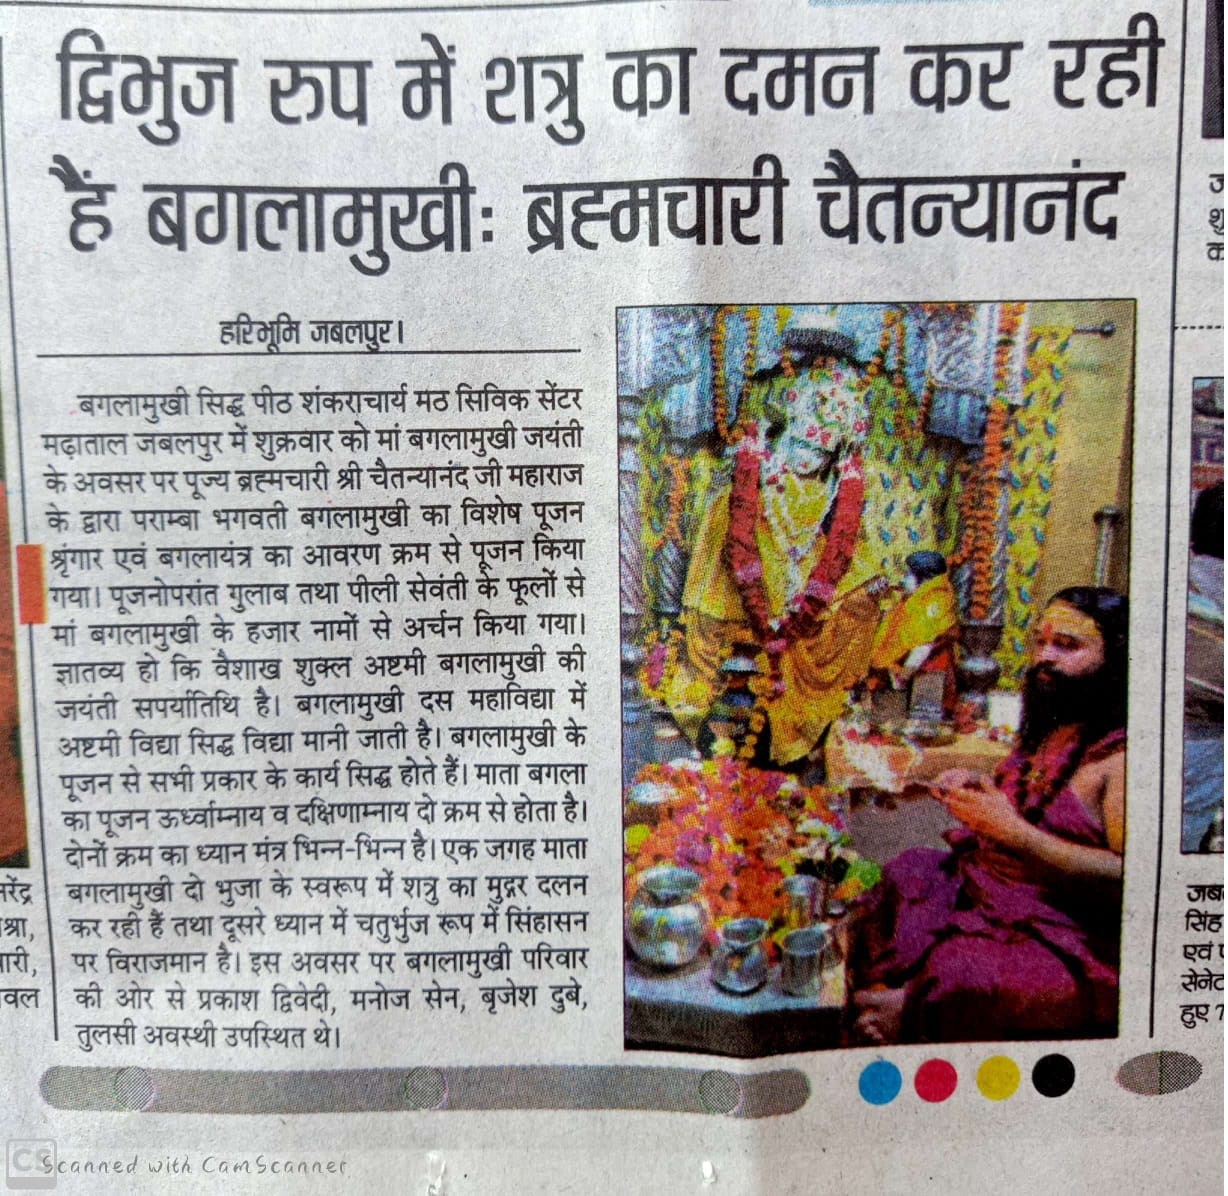 द्विभुज रुप में शत्रु का दमन कर रही
हैं बगलामुखीः ब्रह्मचारी चैतन्यानंद
हरिभूमि जबलपुर।
बगलामुखी सिद्ध पीठ शंकराचार्य मठ सिविक सेंटर
मढ़ाताल जबलपुर में शुक्रवार को मां बगलामुखी जयंती
के अवसर पर पूज्य ब्रह्मचारी श्री चैतन्यानंद जी महाराज
के द्वारा पराम्बा भगवती बगलामुखी का विशेष पूजन
श्रृंगार एवं बगलायंत्र का आवरण क्रम से पूजन किया
गया। पूजनोपरांत गुलाब तथा पीली सेवंती के फूलों से
मां बगलामुखी के हजार नामों से अर्चन किया गया।
ज्ञातव्य हो कि वैशाख शुक्ल अष्टमी बगलामुखी की
जयंती सपर्यातिथि है। बगलामुखी दस महाविद्या में
अष्टमी विद्या सिद्ध विद्या मानी जाती है। बगलामुखी के
पूजन से सभी प्रकार के कार्य सिद्ध होते हैं। माता बगला
का पूजन ऊर्ध्वाम्नाय व दक्षिणाम्नाय दो क्रम से होता है।
दोनों क्रम का ध्यान मंत्र भिन्न-भिन्न है। एक जगह माता
बगलामुखी दो भुजा के स्वरूप में शत्रु का मुद्गर दलन
कर रही हैं तथा दूसरे ध्यान में चतुर्भुज रूप में सिंहासन
पर विराजमान है। इस अवसर पर बगलामुखी परिवार
की ओर से प्रकाश द्विवेदी, मनोज सेन, बृजेश दुबे,
तुलसी अवस्थी उपस्थित थे।
जब
सिंह
एवं
सेनेट
हुए
CS Scanned with CamScanner